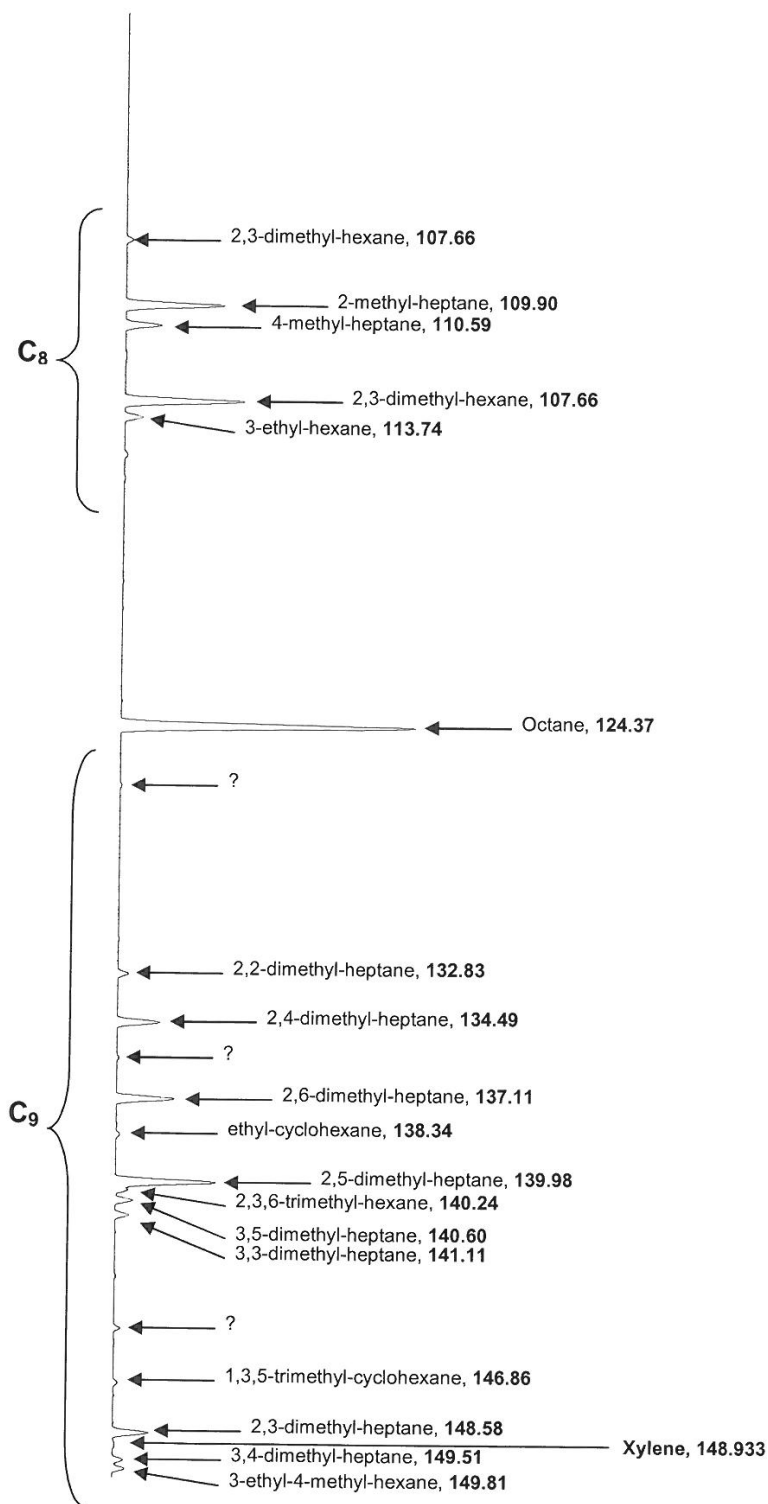 2,3-dimethyl-hexane, 107.66
2-methyl-heptane, 109.90
4-methyl-heptane, 110.59
C8
2,3-dimethyl-hexane, 107.66
3-ethyl-hexane, 113.74
Octane, 124.37
?
2,2-dimethyl-heptane, 132.83
2,4-dimethyl-heptane, 134.49
?
2,6-dimethyl-heptane, 137.11
C9
ethyl-cyclohexane, 138.34
2,5-dimethyl-heptane, 139.98
2,3,6-trimethyl-hexane, 140.24
3,5-dimethyl-heptane, 140.60
3,3-dimethyl-heptane, 141.11
?
1,3,5-trimethyl-cyclohexane, 146.86
2,3-dimethyl-heptane, 148.58
Xylene, 148.933
3,4-dimethyl-heptane, 149.51
3-ethyl-4-methyl-hexane, 149.81